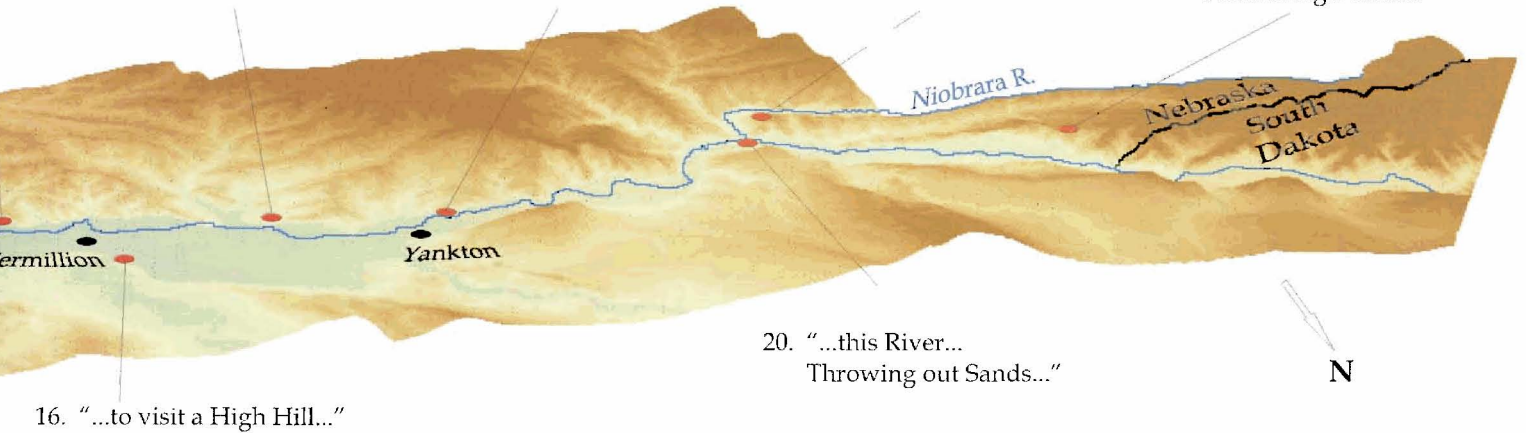 Niobrara R.
Nebraska
South
Dakota
ermillion
Yankton
20. “...this River...
Throwing out Sands...”
N
16. “...to visit a High Hill...”